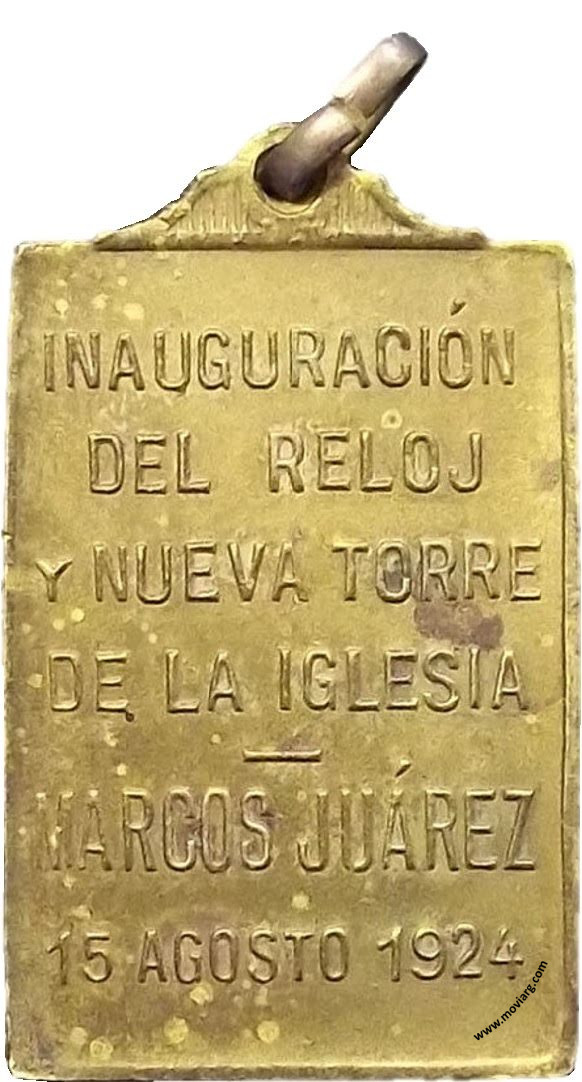 INAUGURACIÓN
DEL RELOJ
Y NUEVA TORRE
DE LA IGLESIA
MARCOS JUÁREZ
15 AGOSTO 1924
www.moviarg.com